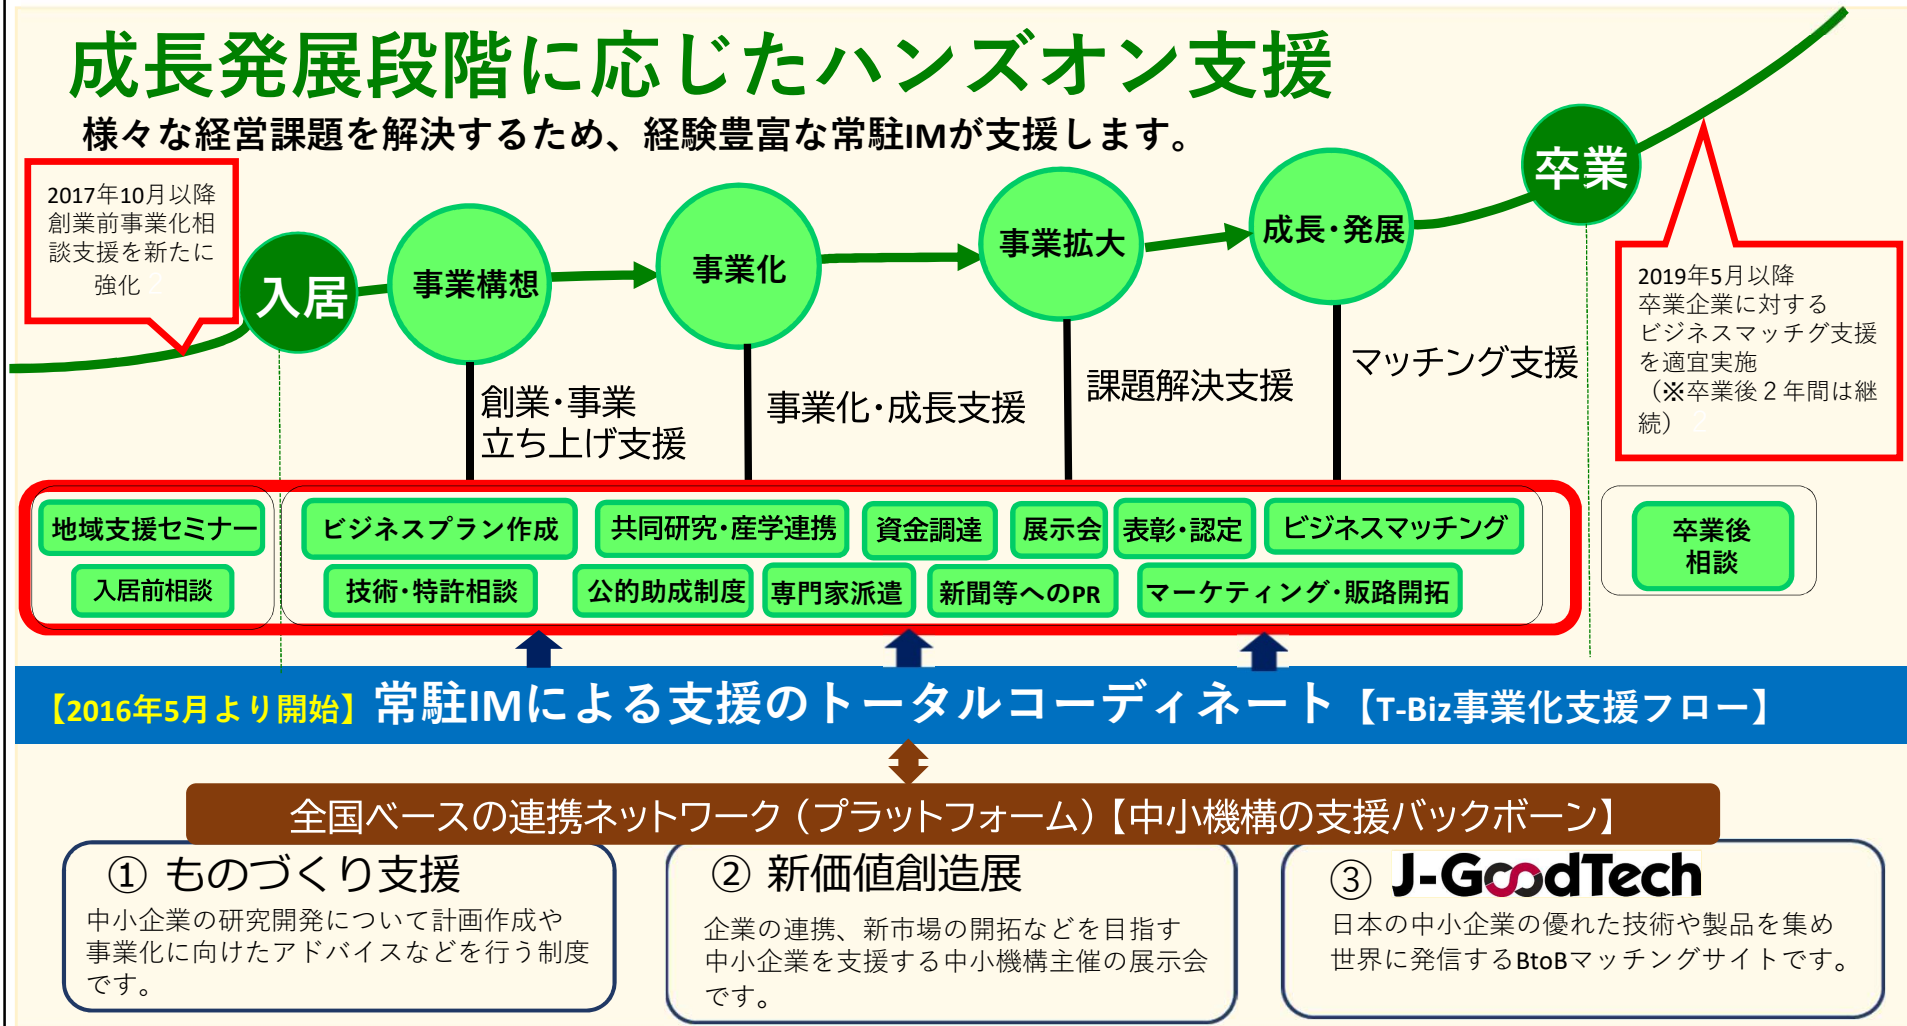 成長発展段階に応じたハンズオン支援
様々な経営課題を解決するため、経験豊富な常駐IMが支援します。
2017年10月以降
創業前事業化相
談支援を新たに
強化
入居
事業構想
事業化
事業拡大
成長・発展
卒業
2019年5月以降
卒業企業に対する
ビジネスマッチグ支援
を適宜実施
（※卒業後２年間は継
続）
創業・事業
立ち上げ支援
事業化・成長支援
課題解決支援
マッチング支援
地域支援セミナー
入居前相談
ビジネスプラン作成
共同研究・産学連携
資金調達
展示会
表彰・認定
ビジネスマッチング
技術・特許相談
公的助成制度
専門家派遣
新聞等へのPR
マーケティング・販路開拓
卒業後
相談
【2016年5月より開始】常駐IMによる支援のトータルコーディネート【T-Biz事業化支援フロー】
全国ベースの連携ネットワーク（プラットフォーム）【中小機構の支援バックボーン】
① ものづくり支援
中小企業の研究開発について計画作成や
事業化に向けたアドバイスなどを行う制度
です。
② 新価値創造展
企業の連携、新市場の開拓などを目指す
中小企業を支援する中小機構主催の展示会
です。
③ J-GoodTech
日本の中小企業の優れた技術や製品を集め
世界に発信するBtoBマッチングサイトです。